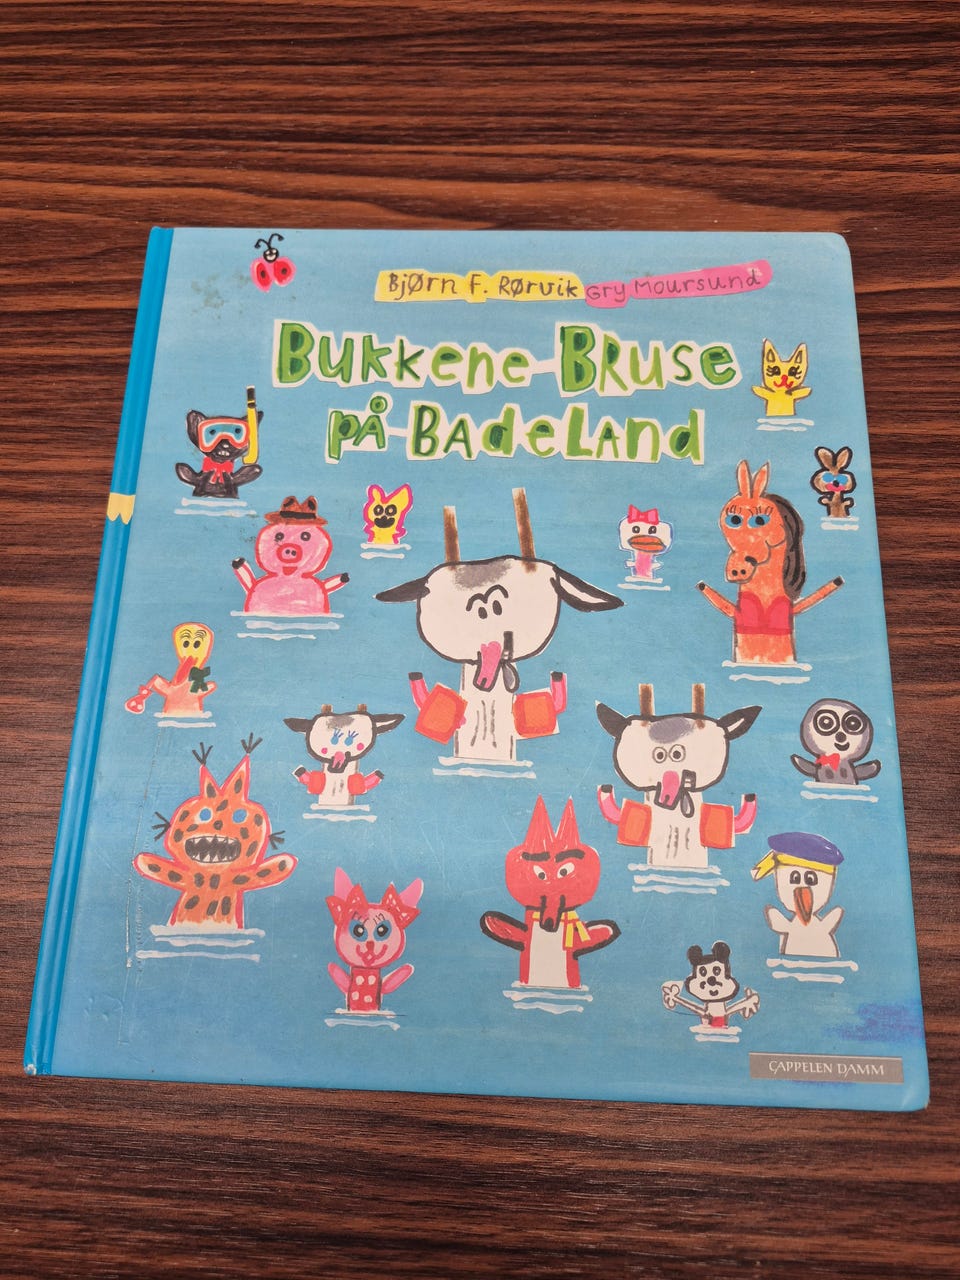 BjØrn F. RØrvik Gry Moursund
Bukkene BRuse
på BAdeLAnd
CAPPELEN DAMM